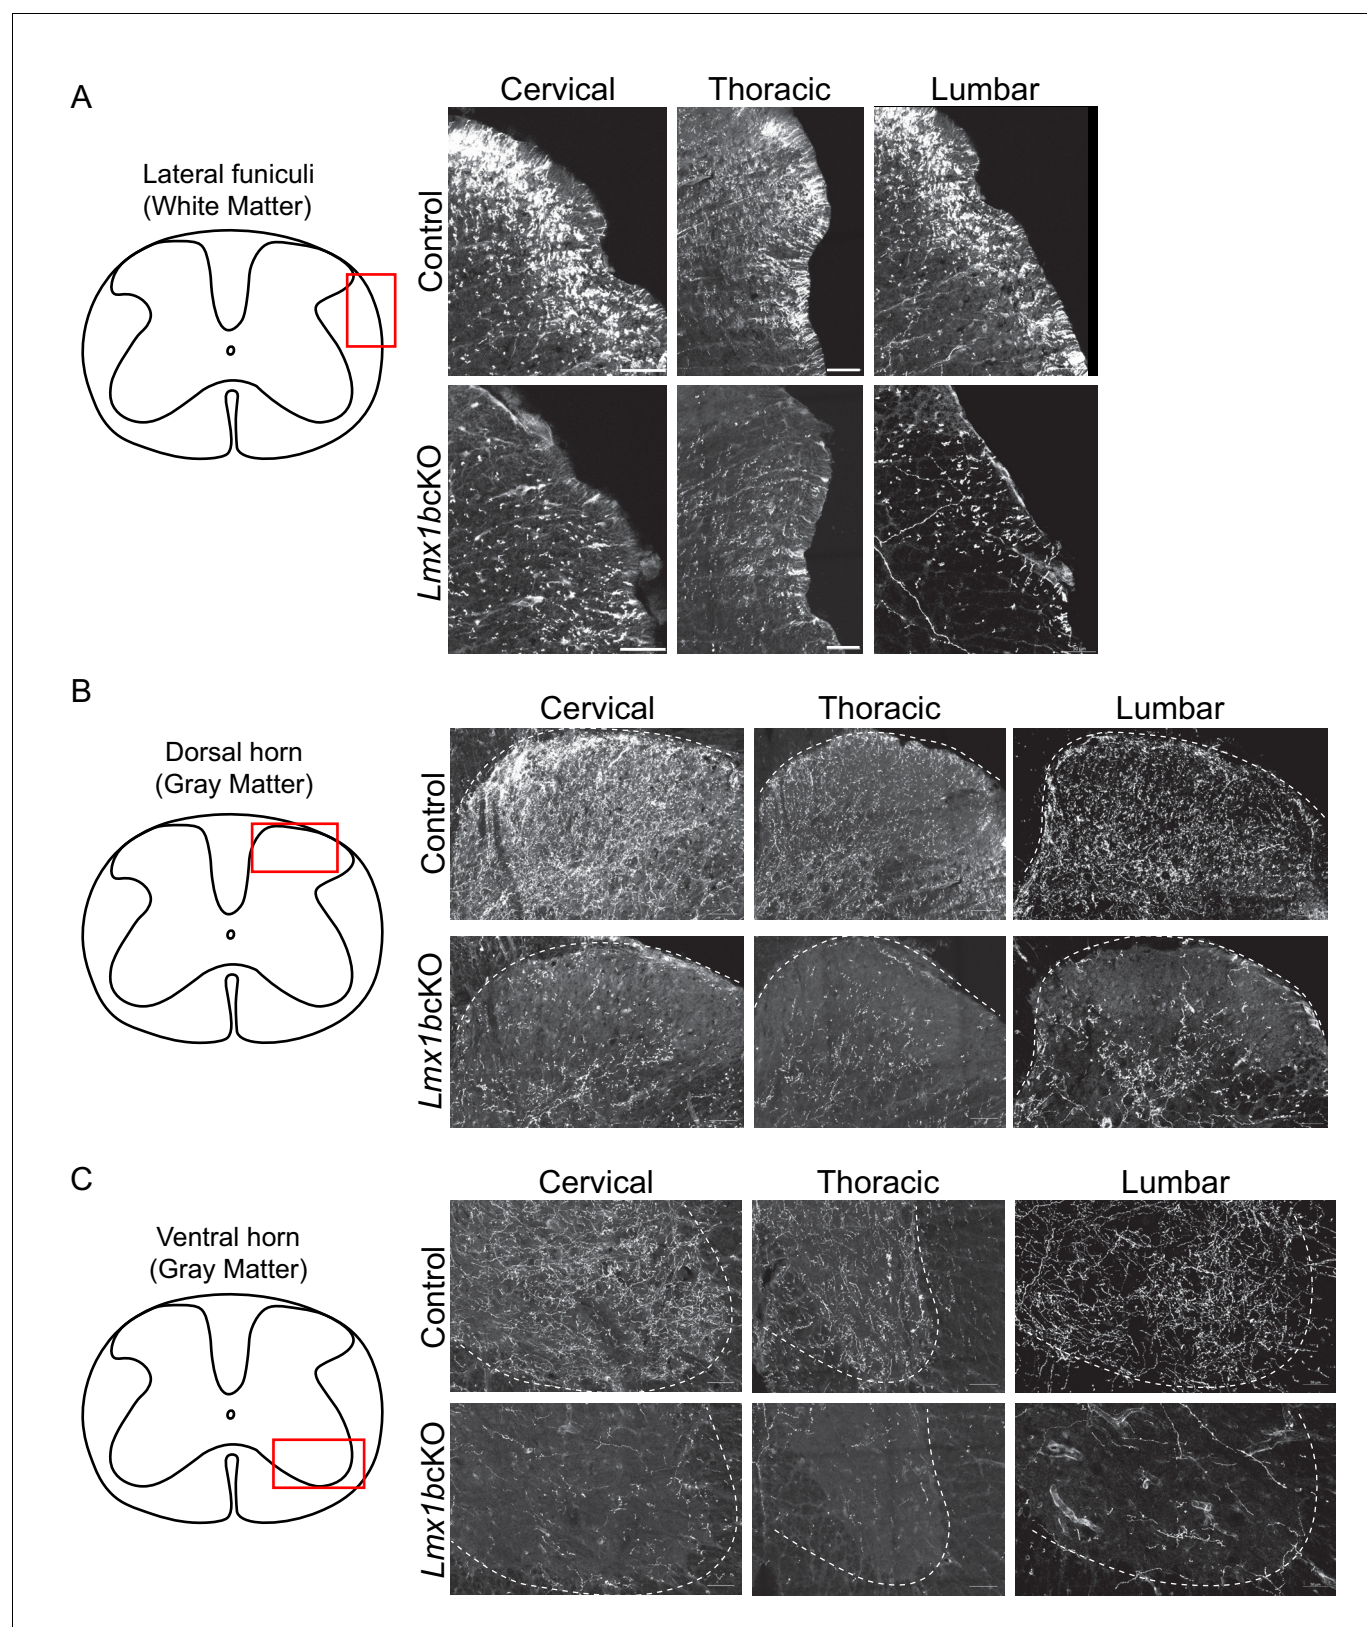 A
Cervical
Thoracic
Lumbar
Lateral funiculi
(White Matter)
Control
Lmx1bcKO
B
Cervical
Thoracic
Lumbar
Dorsal horn
(Gray Matter)
Control
Lmx1bcKO
C
Cervical
Thoracic
Lumbar
Ventral horn
(Gray Matter)
Control
Lmx1bcKO